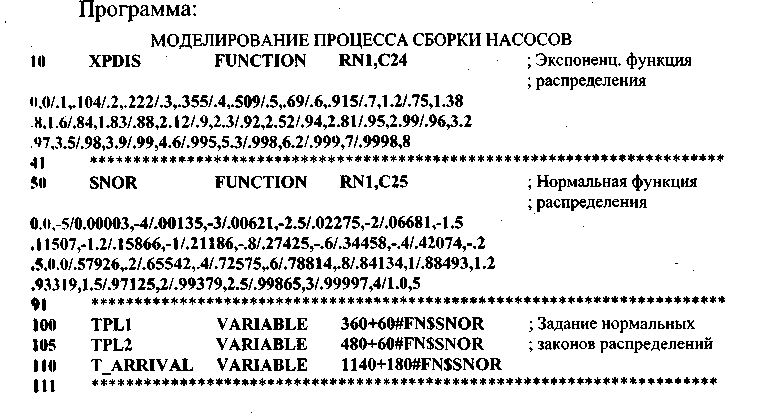 Программа:
МОДЕЛИРОВАНИЕ ПРОЦЕССА СБОРКИ НАСОСОВ
10 XPDIS FUNCTION RN1,C24 ; Экспоненц. функция
; распределения
0,0/.1,.104/.2,.222/.3,.355/.4,.509/.5,.69/.6,.915/.7,1.2/.75,1.38
.8,1.6/.84,1.83/.88,2.12/.9,2.3/.92,2.52/.94,2.81/.95,2.99/.96,3.2
.97,3.5/.98,3.9/.99,4.6/.995,5.3/.998,6.2/.999,7/.9998,8
41 ************************************************************************
50 SNOR FUNCTION RN1,C25 ; Нормальная функция
; распределения
0.0,-5/0.00003,-4/.00135,-3/.00621,-2.5/.02275,-2/.06681,-1.5
.11507,-1.2/.15866,-1/.21186,-.8/.27425,-.6/.34458,-.4/.42074,-.2
.5,0.0/.57926,.2/.65542,.4/.72575,.6/.78814,.8/.84134,1/.88493,1.2
.93319,1.5/.97125,2/.99379,2.5/.99865,3/.99997,4/1.0,5
91 ************************************************************************
100 TPL1 VARIABLE 360+60#FN$SNOR ; Задание нормальных
105 TPL2 VARIABLE 480+60#FN$SNOR ; законов распределений
110 T_ARRIVAL VARIABLE 1140+180#FN$SNOR
111 ************************************************************************